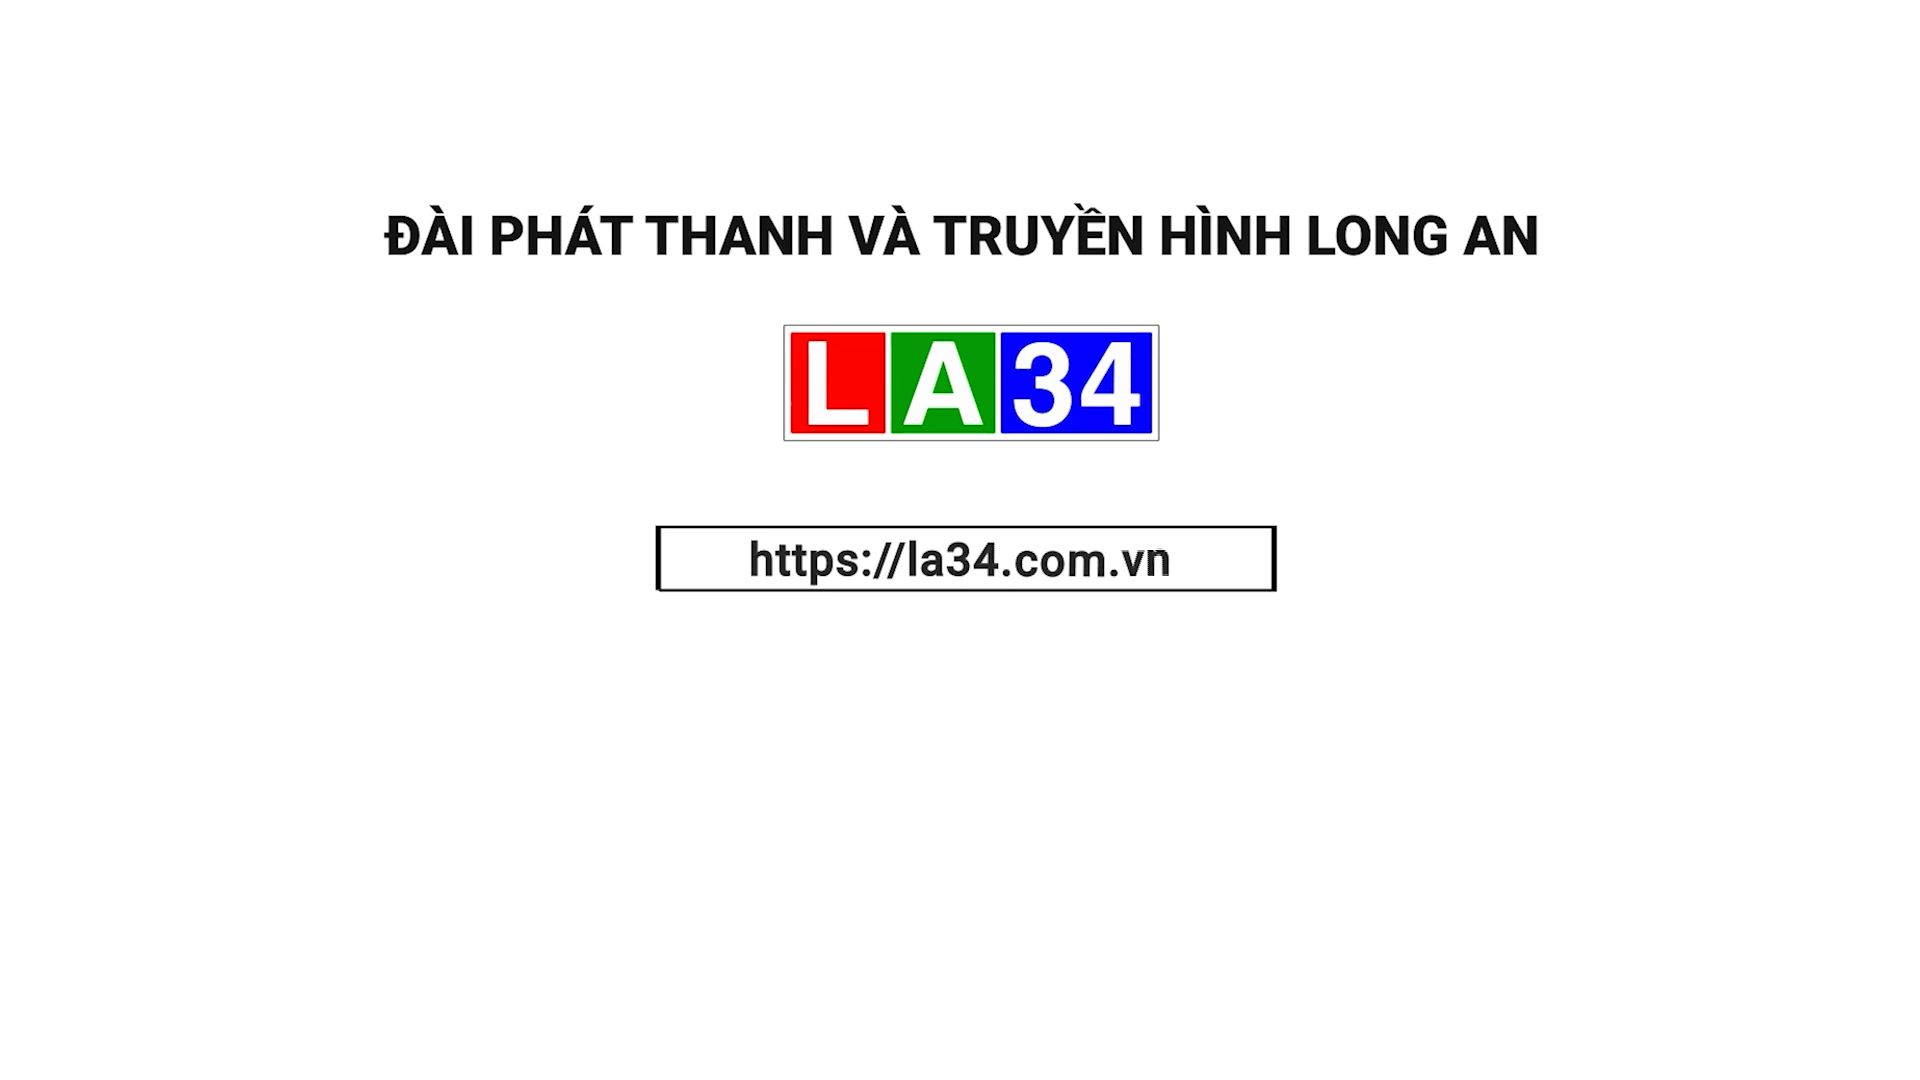 ĐÀI PHÁT THANH VÀ TRUYỀN HÌNH LONG AN
LA34
https://la34.com.vn